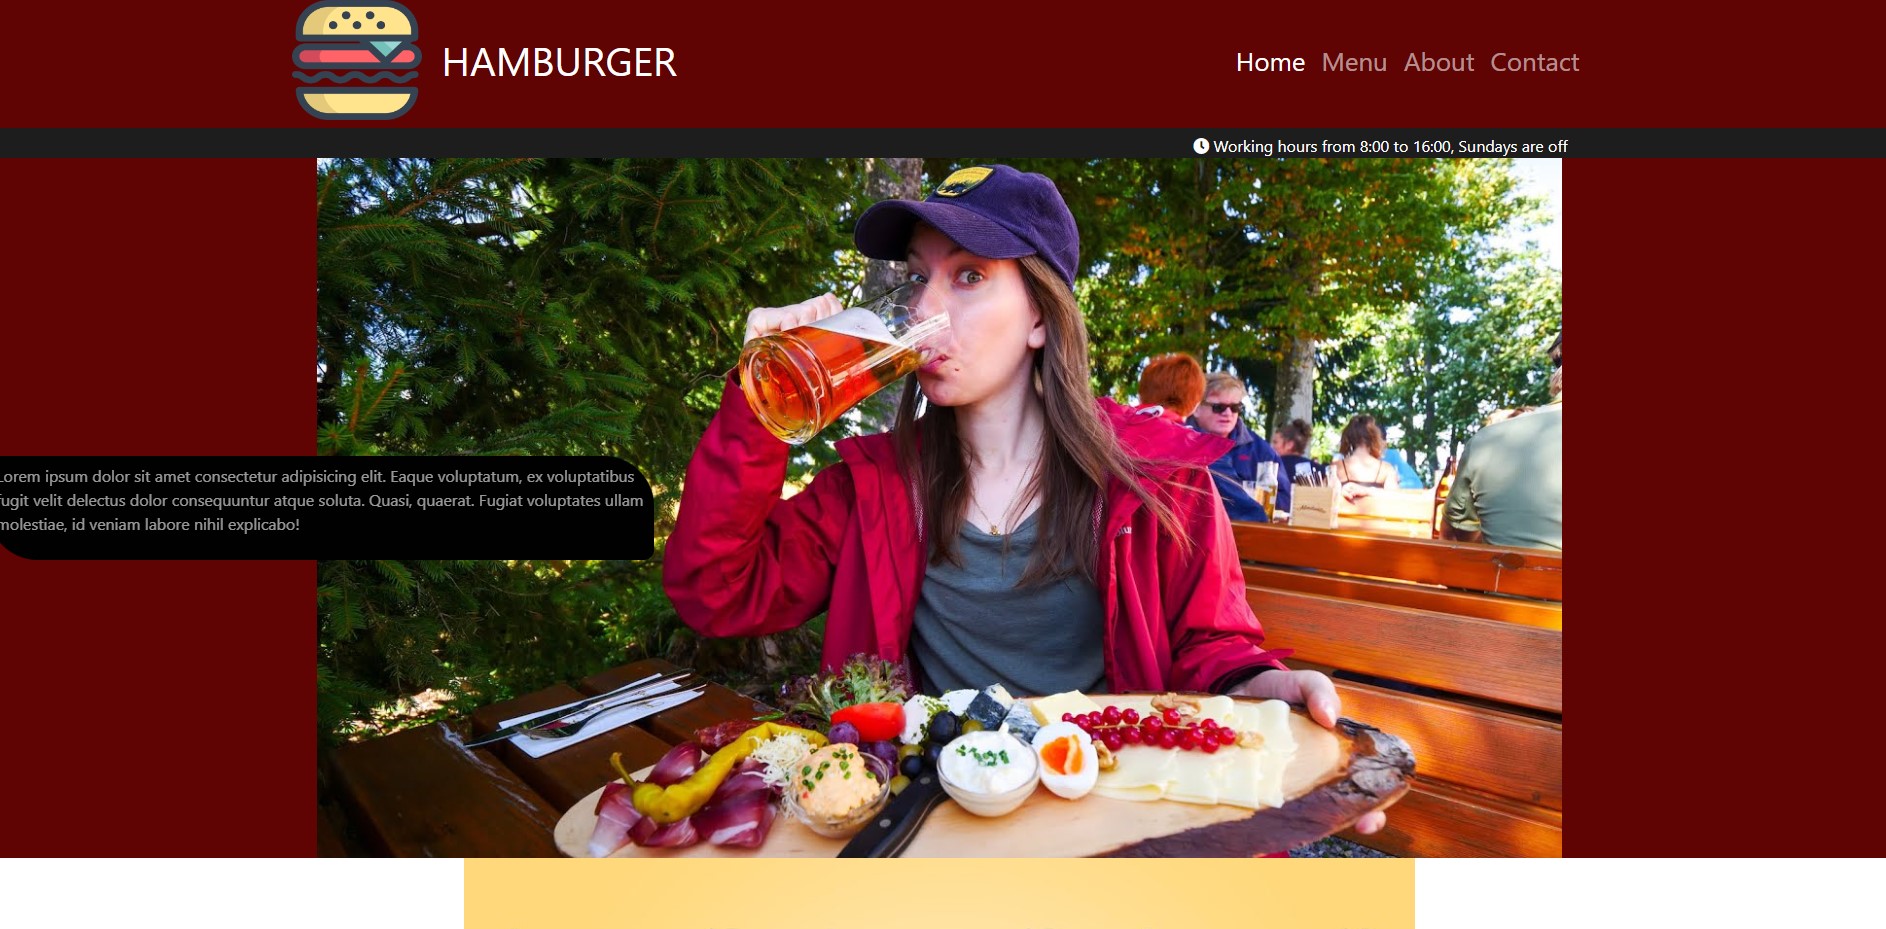 HAMBURGER
Home Menu About Contact
Working hours from 8:00 to 16:00, Sundays are off
Lorem ipsum dolor sit amet consectetur adipisicing elit. Eaque voluptatum, ex voluptatibus
fugit velit delectus dolor consequuntur atque soluta. Quasi, quaerat. Fugiat voluptates ullam
molestiae, id veniam labore nihil explicabo!